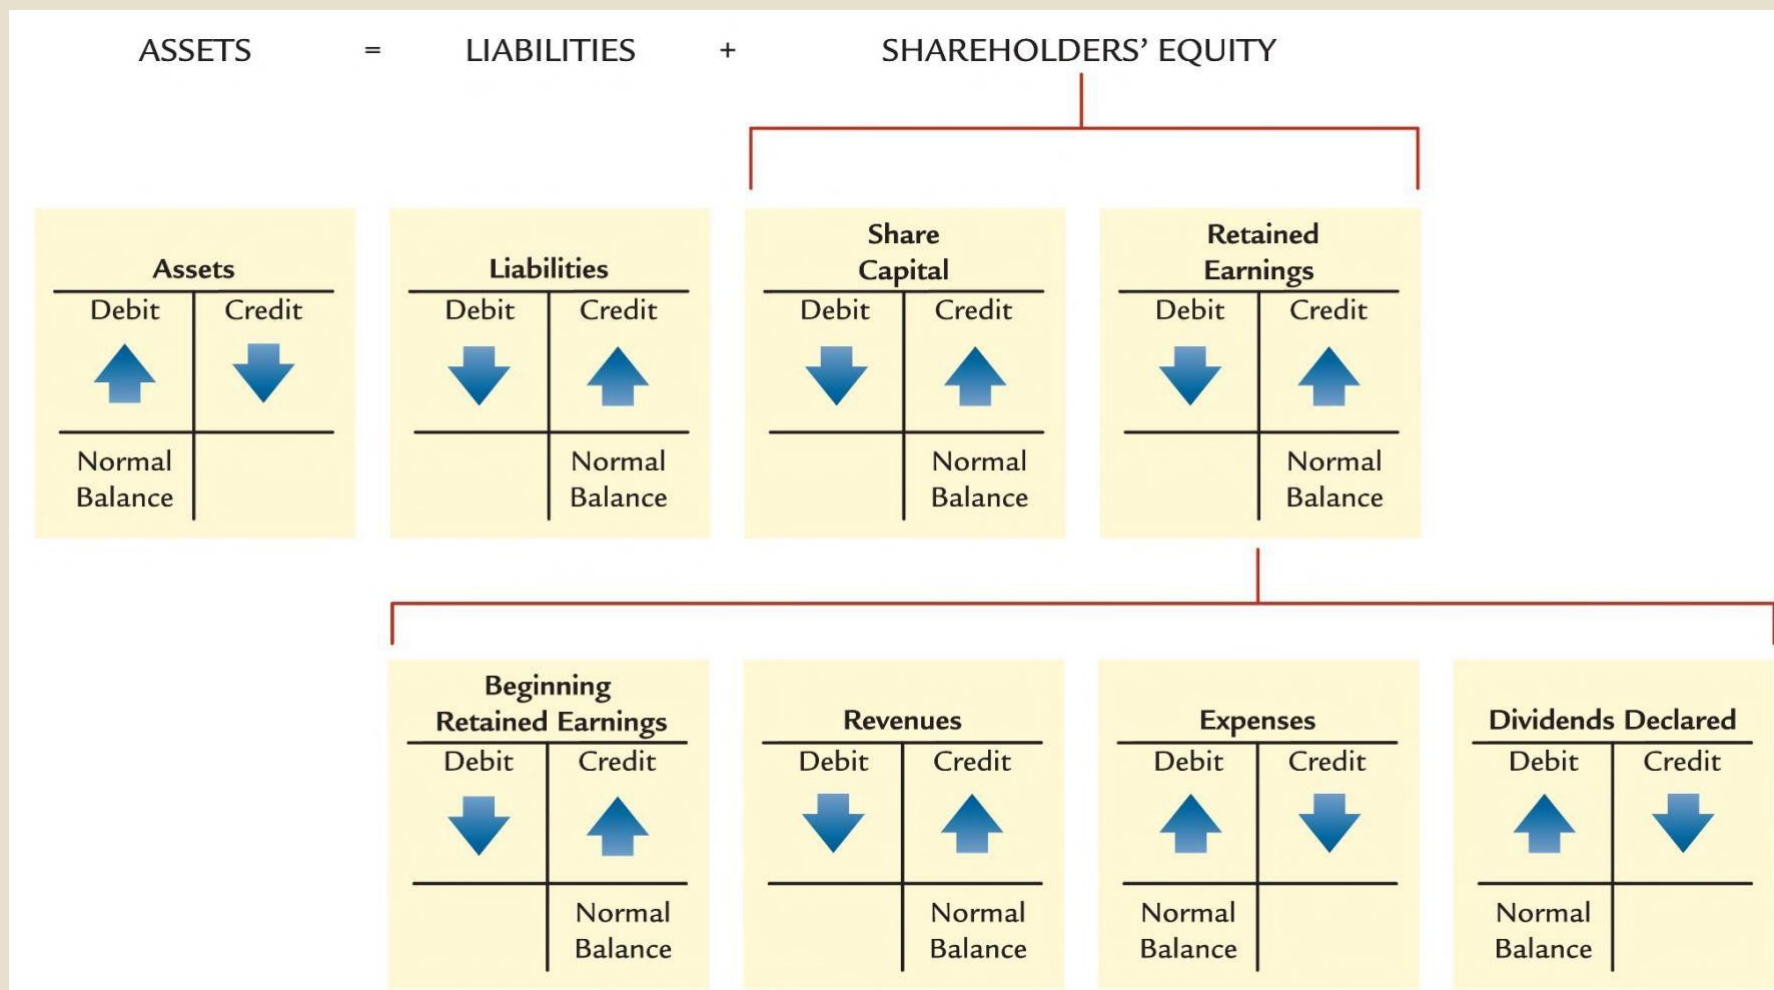 ASSETS = LIABILITIES + SHAREHOLDERS’ EQUITY
Assets
Debit Credit
Normal
Balance
Liabilities
Debit Credit
Normal
Balance
Share
Capital
Debit Credit
Normal
Balance
Retained
Earnings
Debit Credit
Normal
Balance
Beginning
Retained Earnings
Debit Credit
Normal
Balance
Revenues
Debit Credit
Normal
Balance
Expenses
Debit Credit
Normal
Balance
Dividends Declared
Debit Credit
Normal
Balance